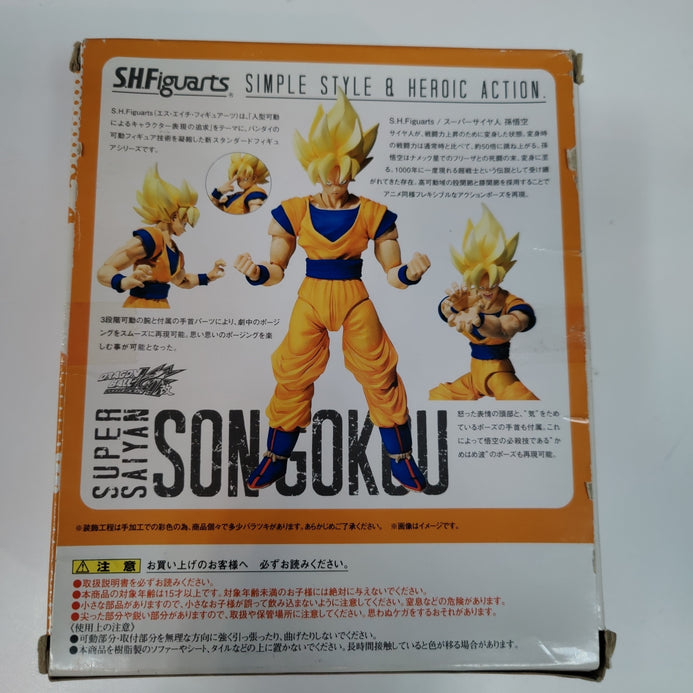 S.H.Figuarts® SIMPLE STYLE & HEROIC ACTION.
S.H.Figuarts（エス・エイチ・フィギュアーツ）は、「人型可動
によるキャラクター表現の追求」をテーマに、バンダイの
可動フィギュア技術を凝縮した新スタンダードフィギュ
アシリーズです。
S.H.Figuarts / スーパーサイヤ人 孫悟空
サイヤ人が、戦闘力上昇のために変身した状態。変身時
の戦闘力は通常時と比べて、約50倍に跳ね上がる。孫
悟空はナメック星でのフリーザとの死闘の末、変身に至
る。1000年に一度現れる超戦士という伝説として受け継
がれてきた存在。高可動域の股関節と膝関節を採用することで
アニメ同様フレキシブルなアクションポーズを再現。
3段階可動の腕と付属の手首パーツにより、劇中のポージ
ングをスムーズに再現可能。思い思いのポージングを楽
しむ事が可能となった。
DRAGON BALL 改
SUPER SAIYAN
SON GOKOU
怒った表情の頭部と、"気"をため
ているポーズの手首も付属。これ
によって悟空の必殺技である"か
めはめ波"のポーズも再現可能。
※装飾工程は手加工での彩色の為、商品個々で多少バラツキがあります。あらかじめご了承ください。 ※画像はイメージです。
注意 お買い上げのお客様へ 必ずお読みください。
●取扱説明書を必ずお読みください。
●本商品の対象年齢は15才以上です。対象年齢未満のお子様には絶対に与えないでください。
●小さな部品がありますので、小さなお子様が誤って飲み込まないように注意してください。窒息などの危険があります。
●尖った部分や鋭い部分がありますので、取扱や保管場所に注意してください。思わぬケガをするおそれがあります。
〈使用上の注意〉
●可動部分・取付部分を無理な方向に強く引っ張ったり、曲げたりしないでください。
●本商品を樹脂製のソファーやシート、タイルなどの上に置かないでください。長時間接触していると色が移る場合があります。